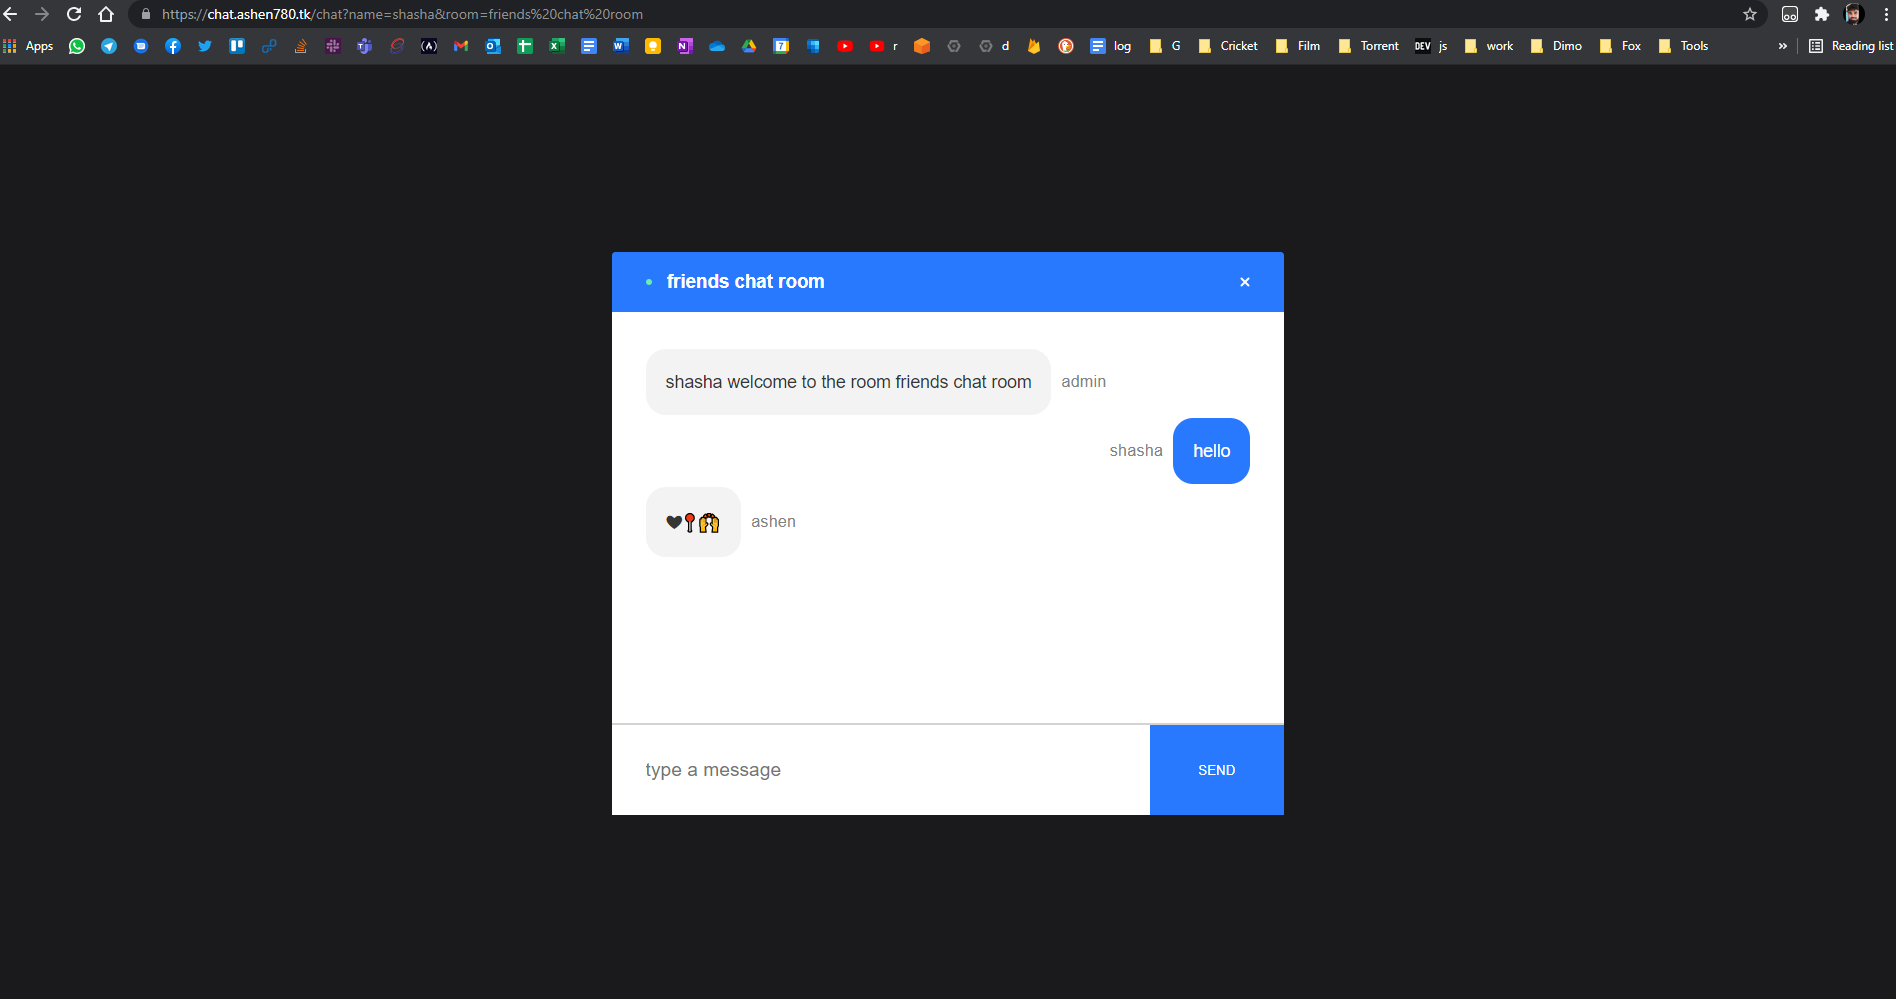 https://chat.ashen780.tk/chat?name=shasha&room=friends%20chat%20room
Apps r d log G Cricket Film Torrent DEV js work Dimo Fox Tools » Reading list
friends chat room ×
shasha welcome to the room friends chat room admin
shasha hello
🖤📍🙌 ashen
type a message SEND